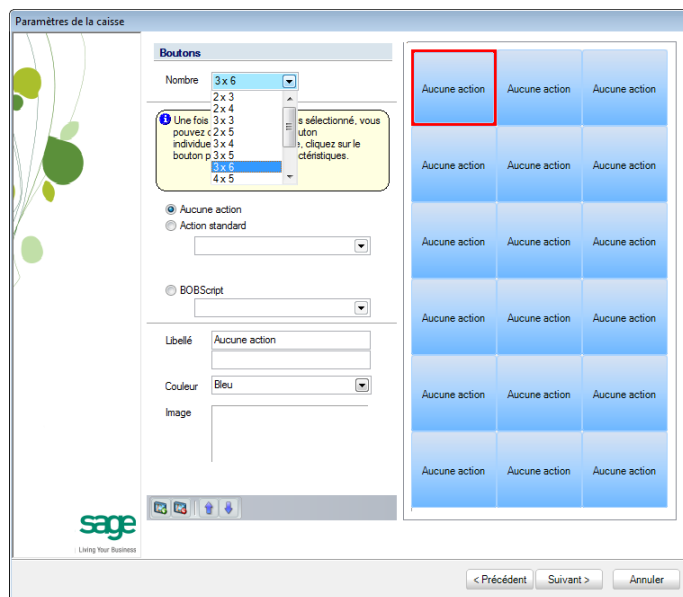 Paramètres de la caisse
Boutons
Nombre 3 x 6
2 x 3
2 x 4
3 x 3
2 x 5
3 x 4
3 x 5
3 x 6
4 x 5
Une fois s sélectionné, vous
pouvez uton
individue e, cliquez sur le
bouton p ctéristiques.
Aucune action
Action standard
BOBScript
Libellé Aucune action
Couleur Bleu
Image
Aucune action Aucune action Aucune action
Aucune action Aucune action Aucune action
Aucune action Aucune action Aucune action
Aucune action Aucune action Aucune action
Aucune action Aucune action Aucune action
Aucune action Aucune action Aucune action
sage
Living Your Business
< Précédent Suivant > Annuler